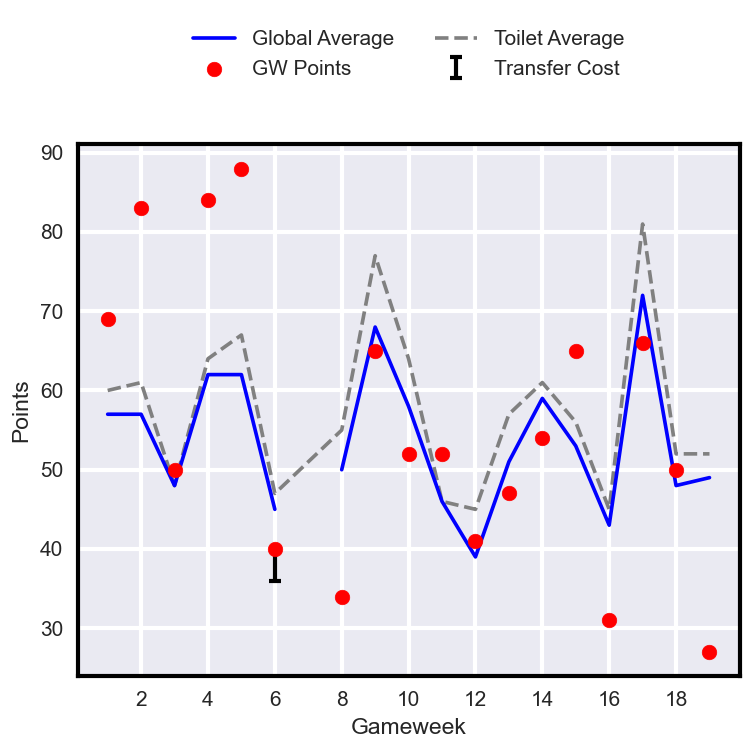 Global Average
Toilet Average
GW Points
Transfer Cost
90
80
70
60
50
40
30
Points
2 4 6 8 10 12 14 16 18
Gameweek